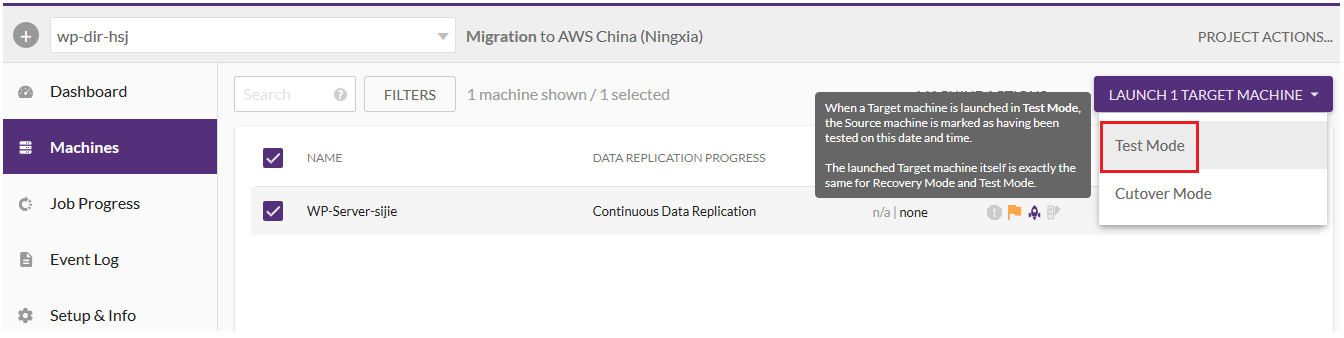 wp-dir-hsj
Migration to AWS China (Ningxia)
PROJECT ACTIONS...
Dashboard
Machines
Job Progress
Event Log
Setup & Info
Search
FILTERS
1 machine shown / 1 selected
LAUNCH 1 TARGET MACHINE
Test Mode
Cutover Mode
When a Target machine is launched in Test Mode,
the Source machine is marked as having been
tested on this date and time.
The launched Target machine itself is exactly the
same for Recovery Mode and Test Mode.
NAME
DATA REPLICATION PROGRESS
WP-Server-sijie
Continuous Data Replication
n/a | none